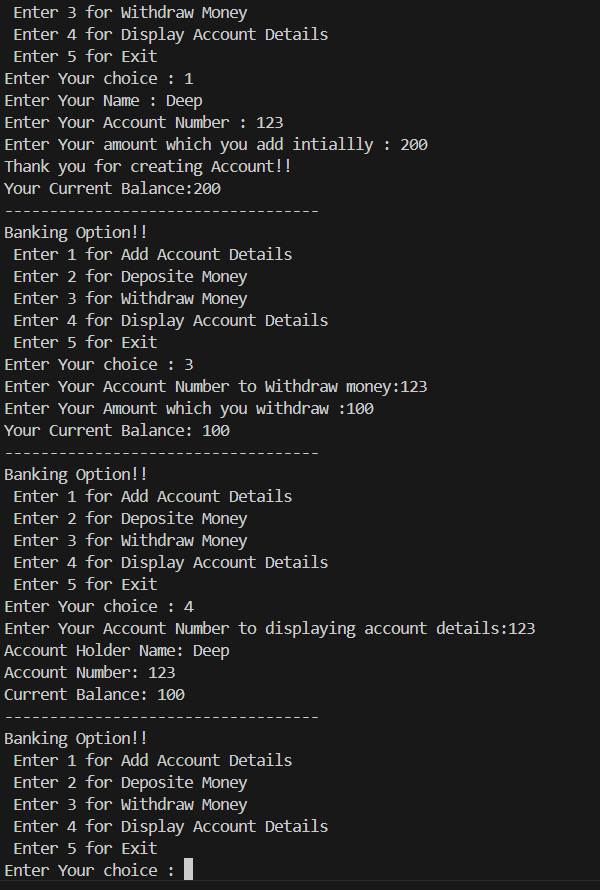 Enter 3 for Withdraw Money
Enter 4 for Display Account Details
Enter 5 for Exit
Enter Your choice : 1
Enter Your Name : Deep
Enter Your Account Number : 123
Enter Your amount which you add intiallly : 200
Thank you for creating Account!!
Your Current Balance:200
-----------------------------------
Banking Option!!
Enter 1 for Add Account Details
Enter 2 for Deposite Money
Enter 3 for Withdraw Money
Enter 4 for Display Account Details
Enter 5 for Exit
Enter Your choice : 3
Enter Your Account Number to Withdraw money:123
Enter Your Amount which you withdraw :100
Your Current Balance: 100
-----------------------------------
Banking Option!!
Enter 1 for Add Account Details
Enter 2 for Deposite Money
Enter 3 for Withdraw Money
Enter 4 for Display Account Details
Enter 5 for Exit
Enter Your choice : 4
Enter Your Account Number to displaying account details:123
Account Holder Name: Deep
Account Number: 123
Current Balance: 100
-----------------------------------
Banking Option!!
Enter 1 for Add Account Details
Enter 2 for Deposite Money
Enter 3 for Withdraw Money
Enter 4 for Display Account Details
Enter 5 for Exit
Enter Your choice :